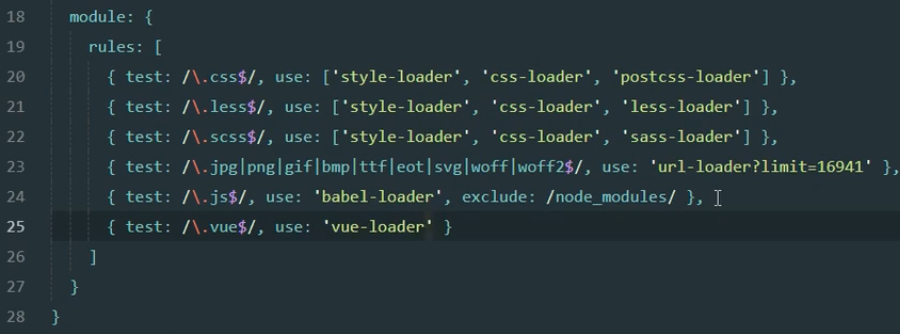 18 module: {
19 rules: [
20 { test: /\.css$/, use: ['style-loader', 'css-loader', 'postcss-loader'] },
21 { test: /\.less$/, use: ['style-loader', 'css-loader', 'less-loader'] },
22 { test: /\.scss$/, use: ['style-loader', 'css-loader', 'sass-loader'] },
23 { test: /\.jpg|png|gif|bmp|ttf|eot|svg|woff|woff2$/, use: 'url-loader?limit=16941' },
24 { test: /\.js$/, use: 'babel-loader', exclude: /node_modules/ },
25 { test: /\.vue$/, use: 'vue-loader' }
26 ]
27 }
28 }